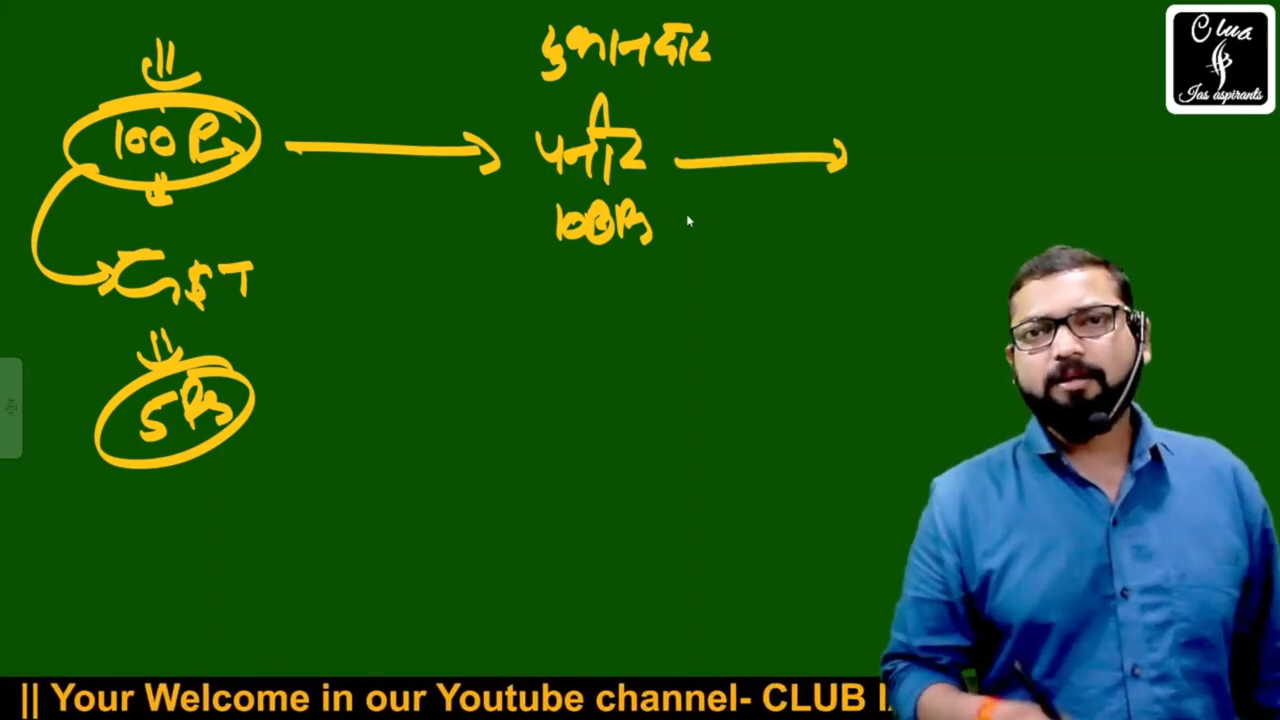 100 Rs
GST
5 Rs
दुकानदार
पनीर
100 Rs
Club
Ias aspirants
|| Your Welcome in our Youtube channel- CLUB I